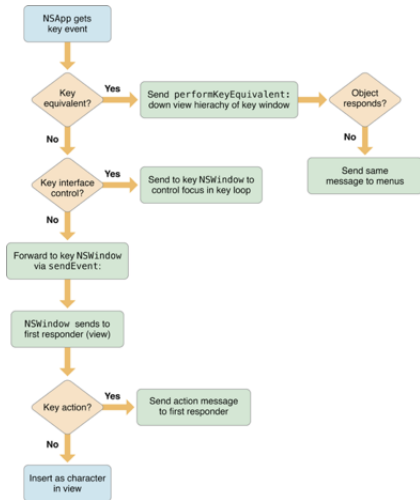 NSApp gets
key event
Key
equivalent?
Yes
Send performKeyEquivalent:
down view hierachy of key window
Object
responds?
No
No
Send same
message to menus
Key interface
control?
Yes
Send to key NSWindow to
control focus in key loop
No
Forward to key NSWindow
via sendEvent:
NSWindow sends to
first responder (view)
Key action?
Yes
Send action message
to first responder
No
Insert as character
in view